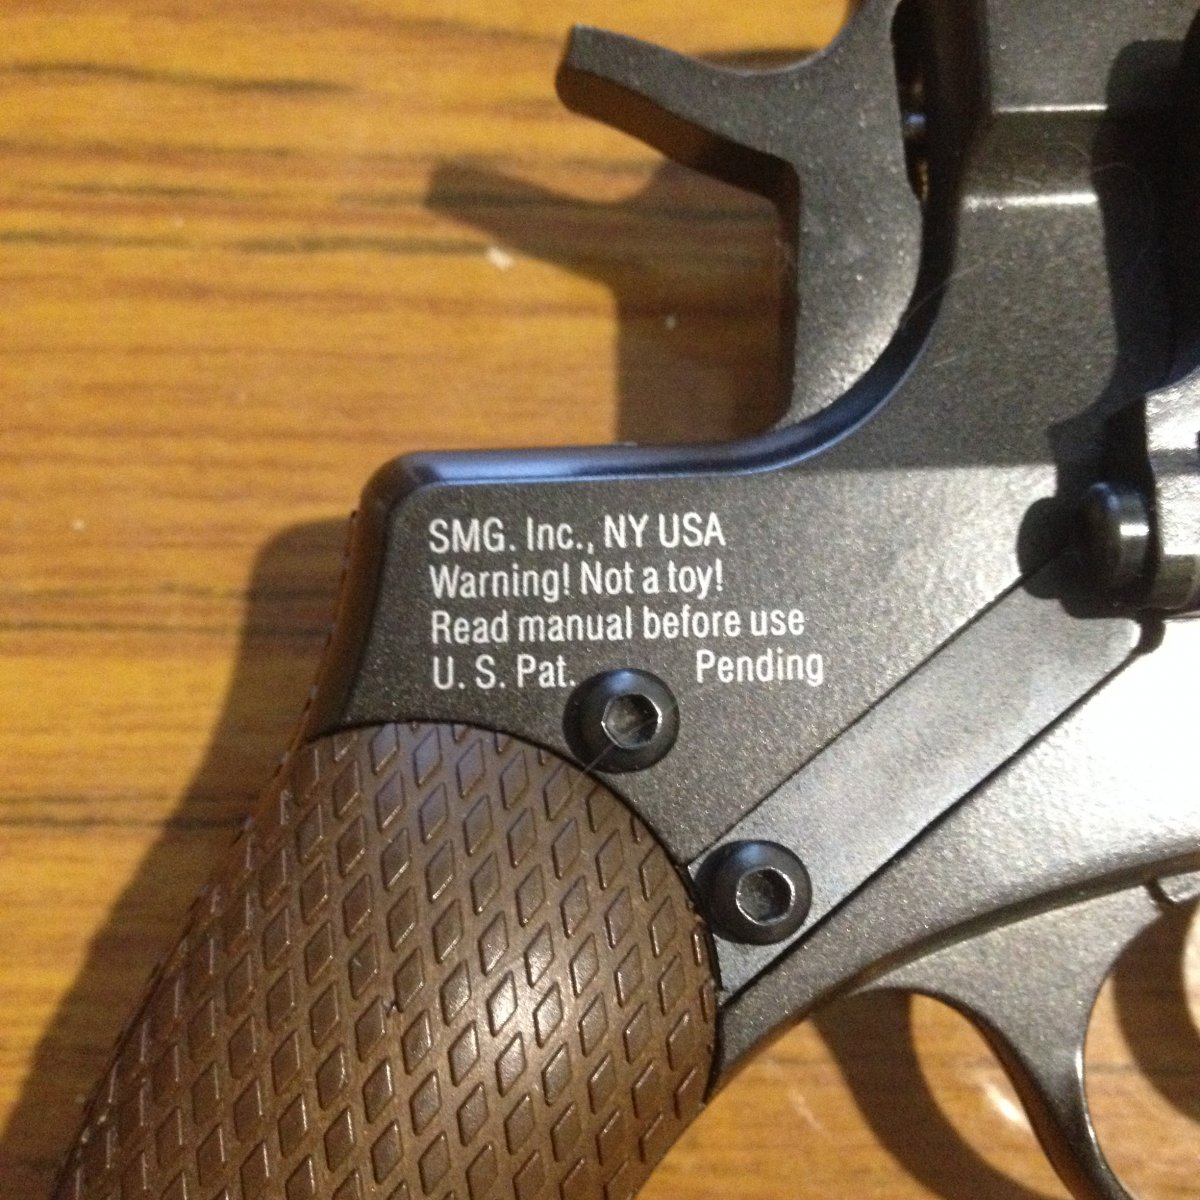 SMG. Inc., NY USA
Warning! Not a toy!
Read manual before use
U. S. Pat. Pending